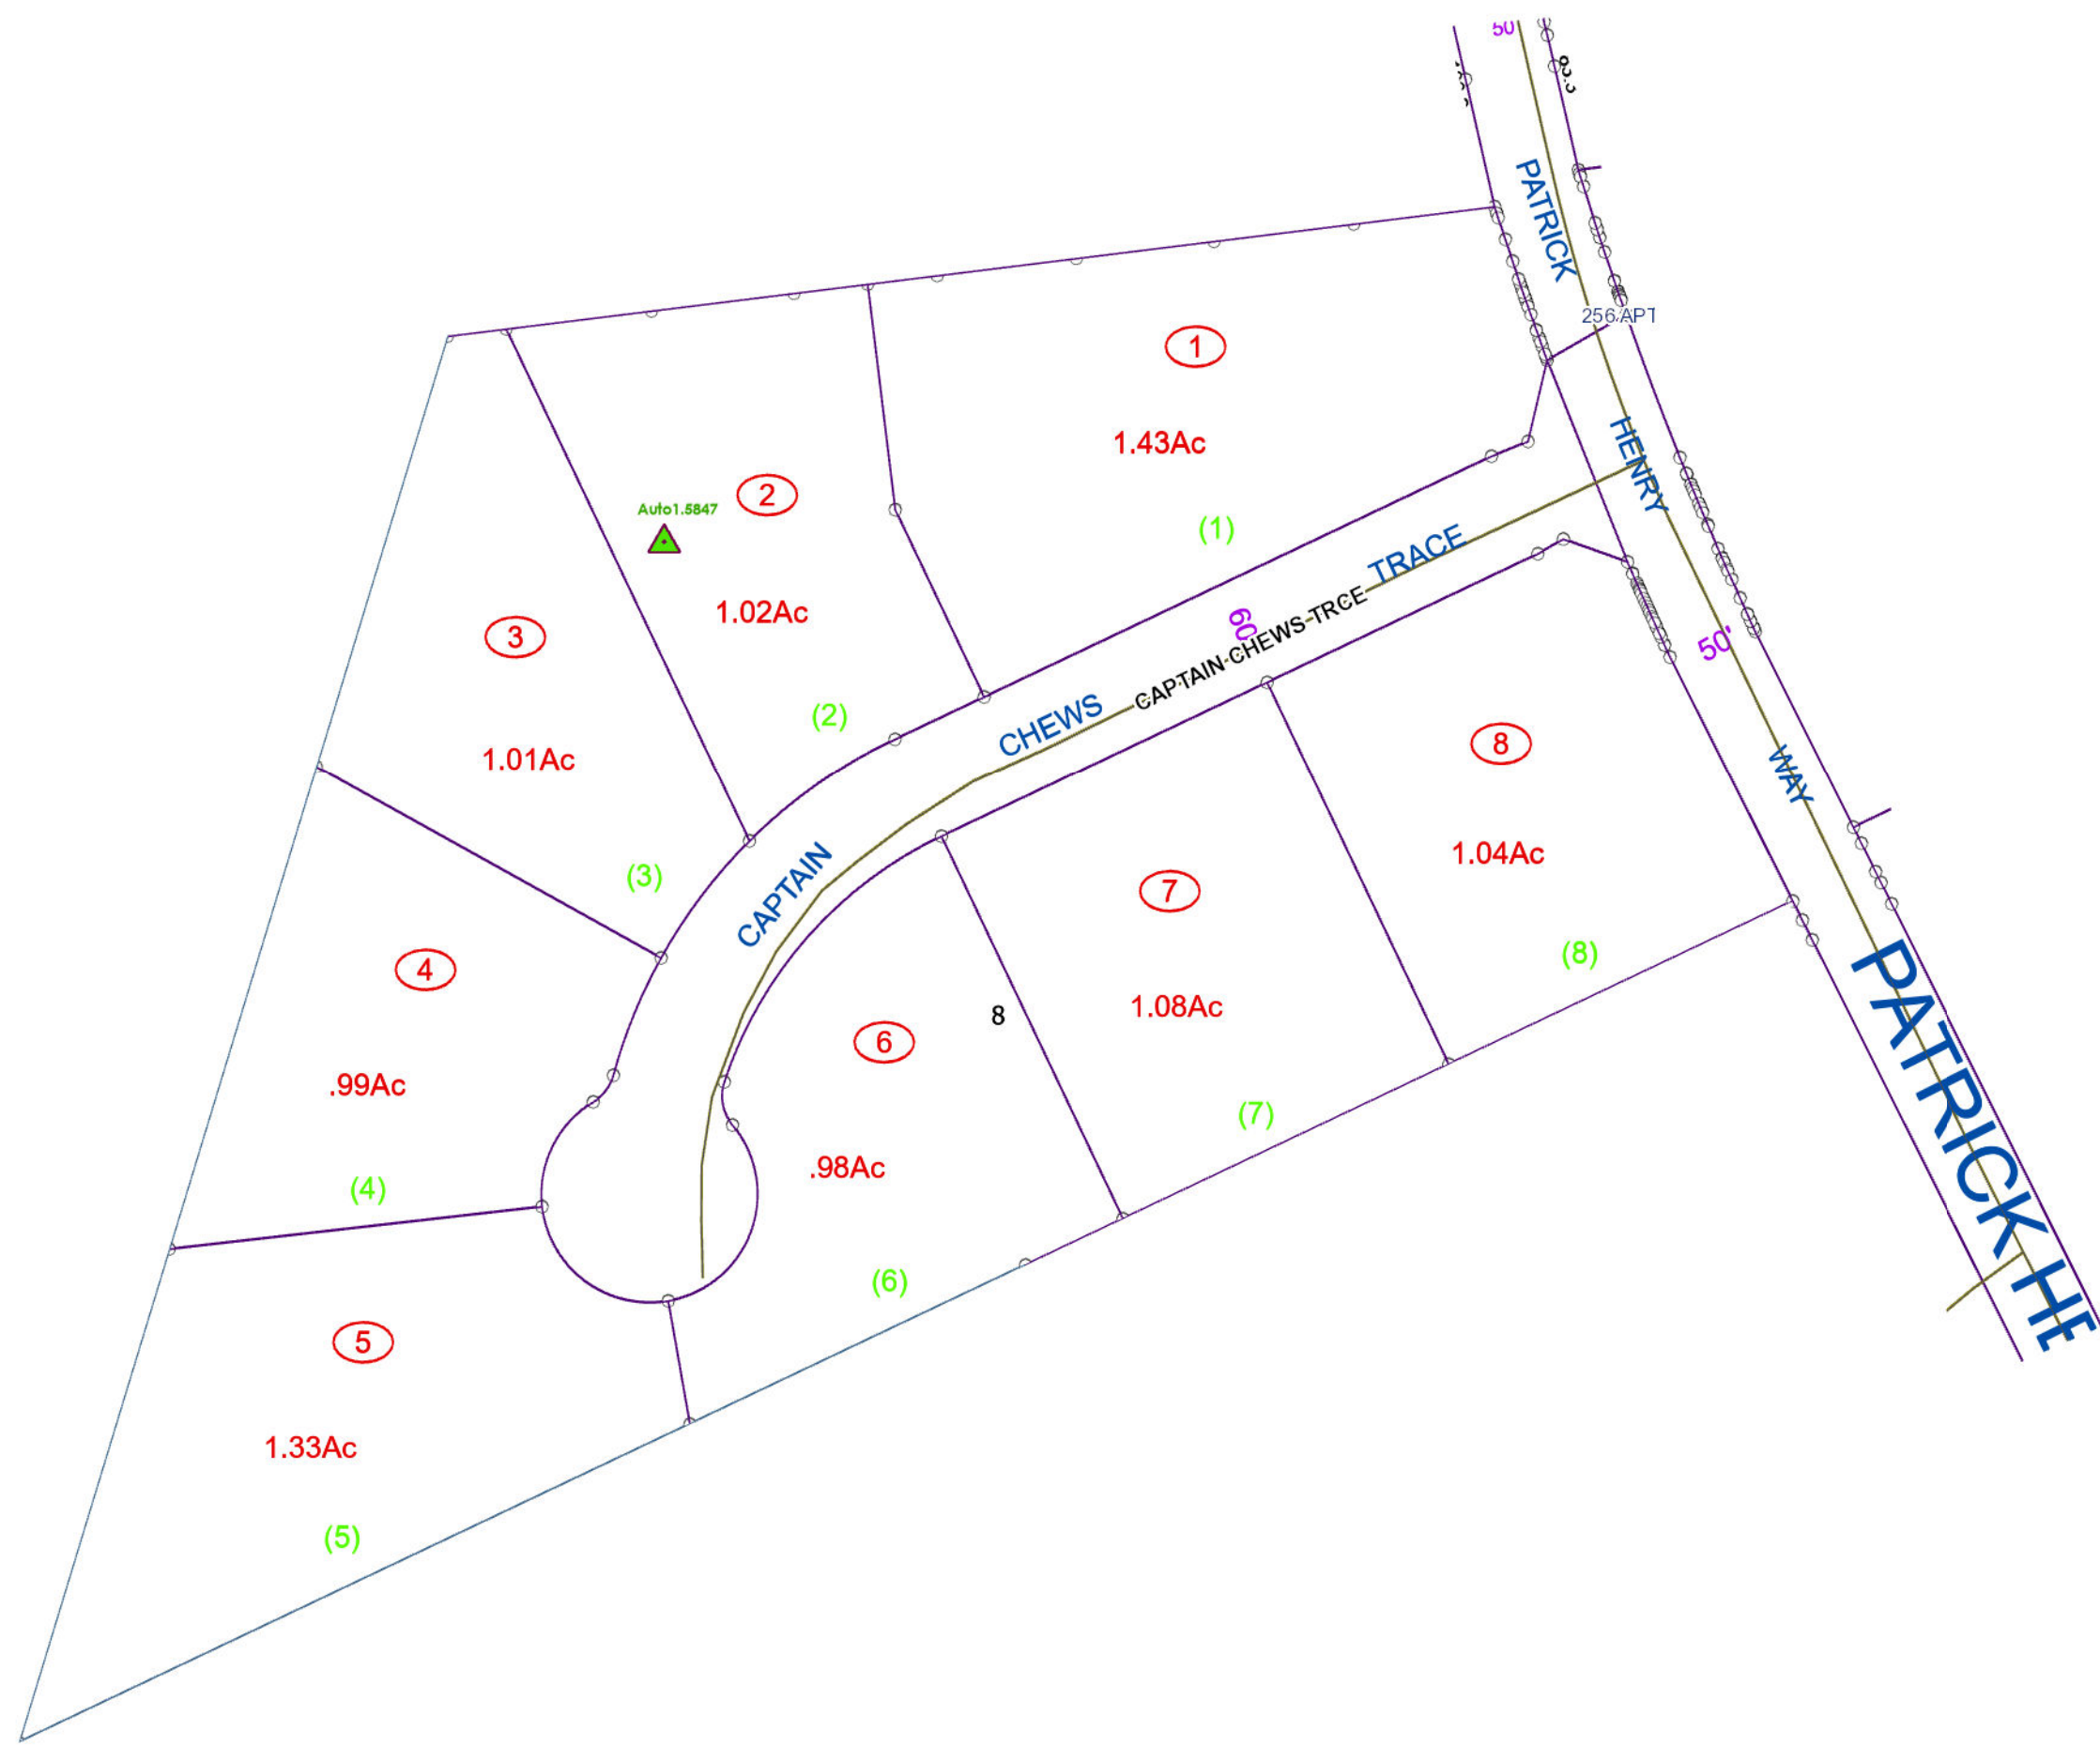 50'
PATRICK
256 APT
1
1.43Ac
HENRY
2
Auto1.5847
(1)
TRACE
1.02Ac
60'
CAPTAIN CHEWS TRCE
3
50'
(2)
CHEWS
8
1.01Ac
WAY
1.04Ac
(3)
CAPTAIN
7
4
(8)
1.08Ac
8
6
PATRICK HE
.99Ac
(7)
.98Ac
(4)
(6)
5
1.33Ac
(5)